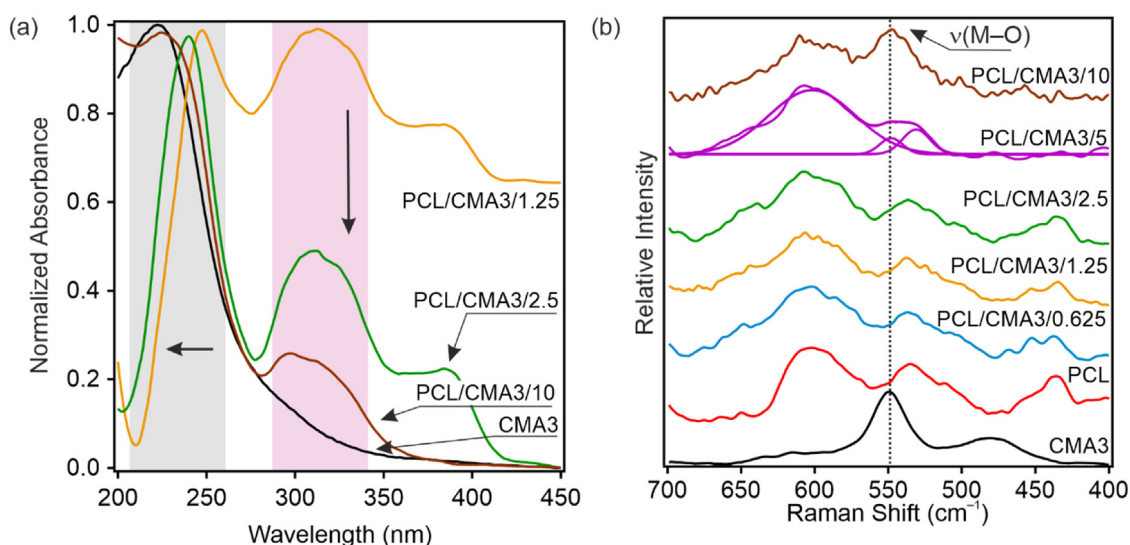 (a)
1.0
0.8
0.6
0.4
0.2
0.0
Normalized Absorbance
200
250
300
350
400
450
Wavelength (nm)
PCL/CMA3/1.25
PCL/CMA3/2.5
PCL/CMA3/10
CMA3
(b)
ν(M–O)
PCL/CMA3/10
PCL/CMA3/5
PCL/CMA3/2.5
PCL/CMA3/1.25
PCL/CMA3/0.625
PCL
CMA3
Relative Intensity
700
650
600
550
500
450
400
Raman Shift (cm⁻¹)